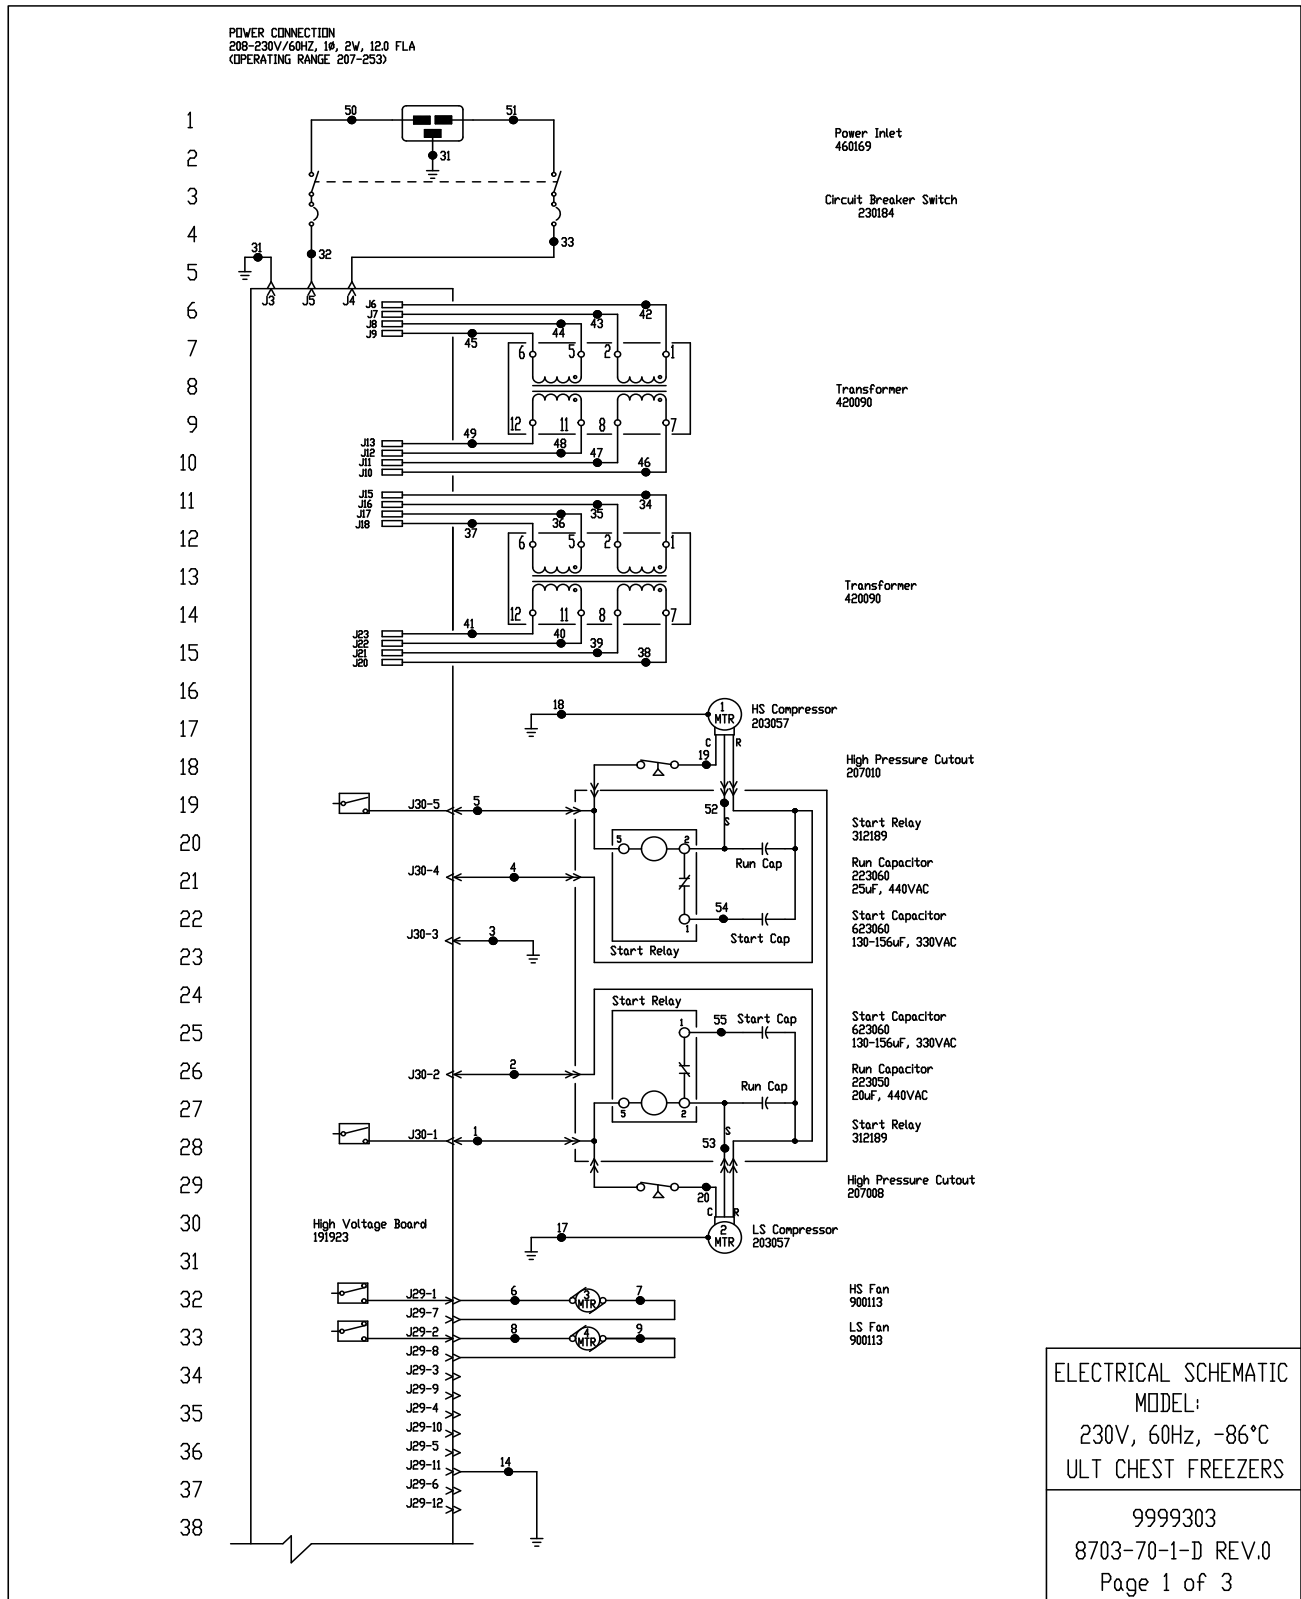 POWER CONNECTION
208-230V/60HZ, 1ø, 2W, 12.0 FLA
(OPERATING RANGE 207-253)
1
50
51
Power Inlet
460169
2
31
3
Circuit Breaker Switch
230184
4
31
32
33
5
J3
J5
J4
6
J6
J7
J8
J9
42
43
44
45
7
6
5
2
1
8
Transformer
420090
9
12
11
8
7
J13
J12
J11
J10
49
48
47
46
10
11
J15
J16
J17
J18
34
35
36
37
12
6
5
2
1
13
Transformer
420090
14
12
11
8
7
J23
J22
J21
J20
41
40
39
38
15
16
18
1
MTR
HS Compressor
203057
17
C
R
19
18
High Pressure Cutout
207010
19
J30-5
5
52
S
Start Relay
312189
20
5
2
Run Cap
Run Capacitor
223060
25uF, 440VAC
21
J30-4
4
22
54
1
Start Cap
Start Capacitor
623060
130-156uF, 330VAC
J30-3
3
Start Relay
23
24
Start Relay
25
1
55
Start Cap
Start Capacitor
623060
130-156uF, 330VAC
26
J30-2
2
Run Cap
Run Capacitor
223050
20uF, 440VAC
27
5
2
Start Relay
312189
28
J30-1
1
S
53
29
20
High Pressure Cutout
207008
30
C
R
High Voltage Board
191923
17
2
MTR
LS Compressor
203057
31
32
J29-1
6
3
MTR
7
HS Fan
900113
J29-7
33
J29-2
8
4
MTR
9
LS Fan
900113
J29-8
34
J29-3
J29-9
35
J29-4
J29-10
36
J29-5
J29-11
14
37
J29-6
J29-12
38
ELECTRICAL SCHEMATIC
MODEL:
230V, 60Hz, -86°C
ULT CHEST FREEZERS
9999303
8703-70-1-D REV.0
Page 1 of 3